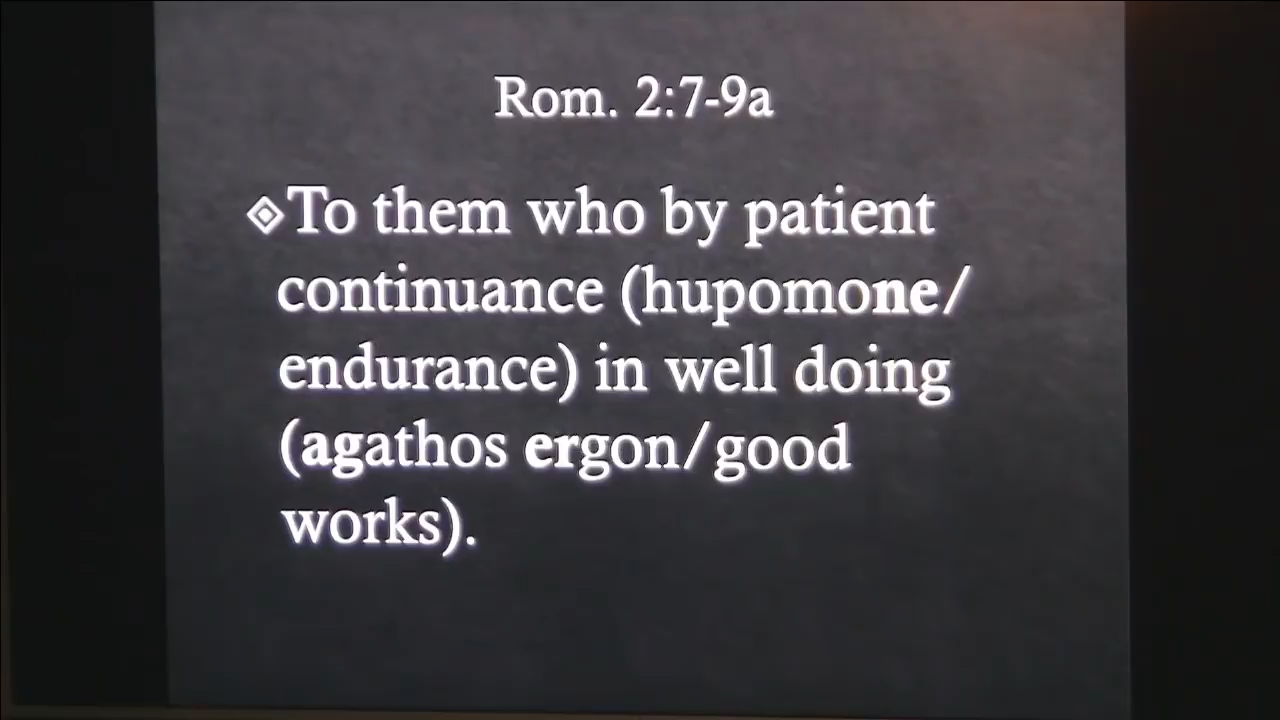 Rom. 2:7-9a
To them who by patient
continuance (hupomone/
endurance) in well doing
(agathos ergon/good
works).